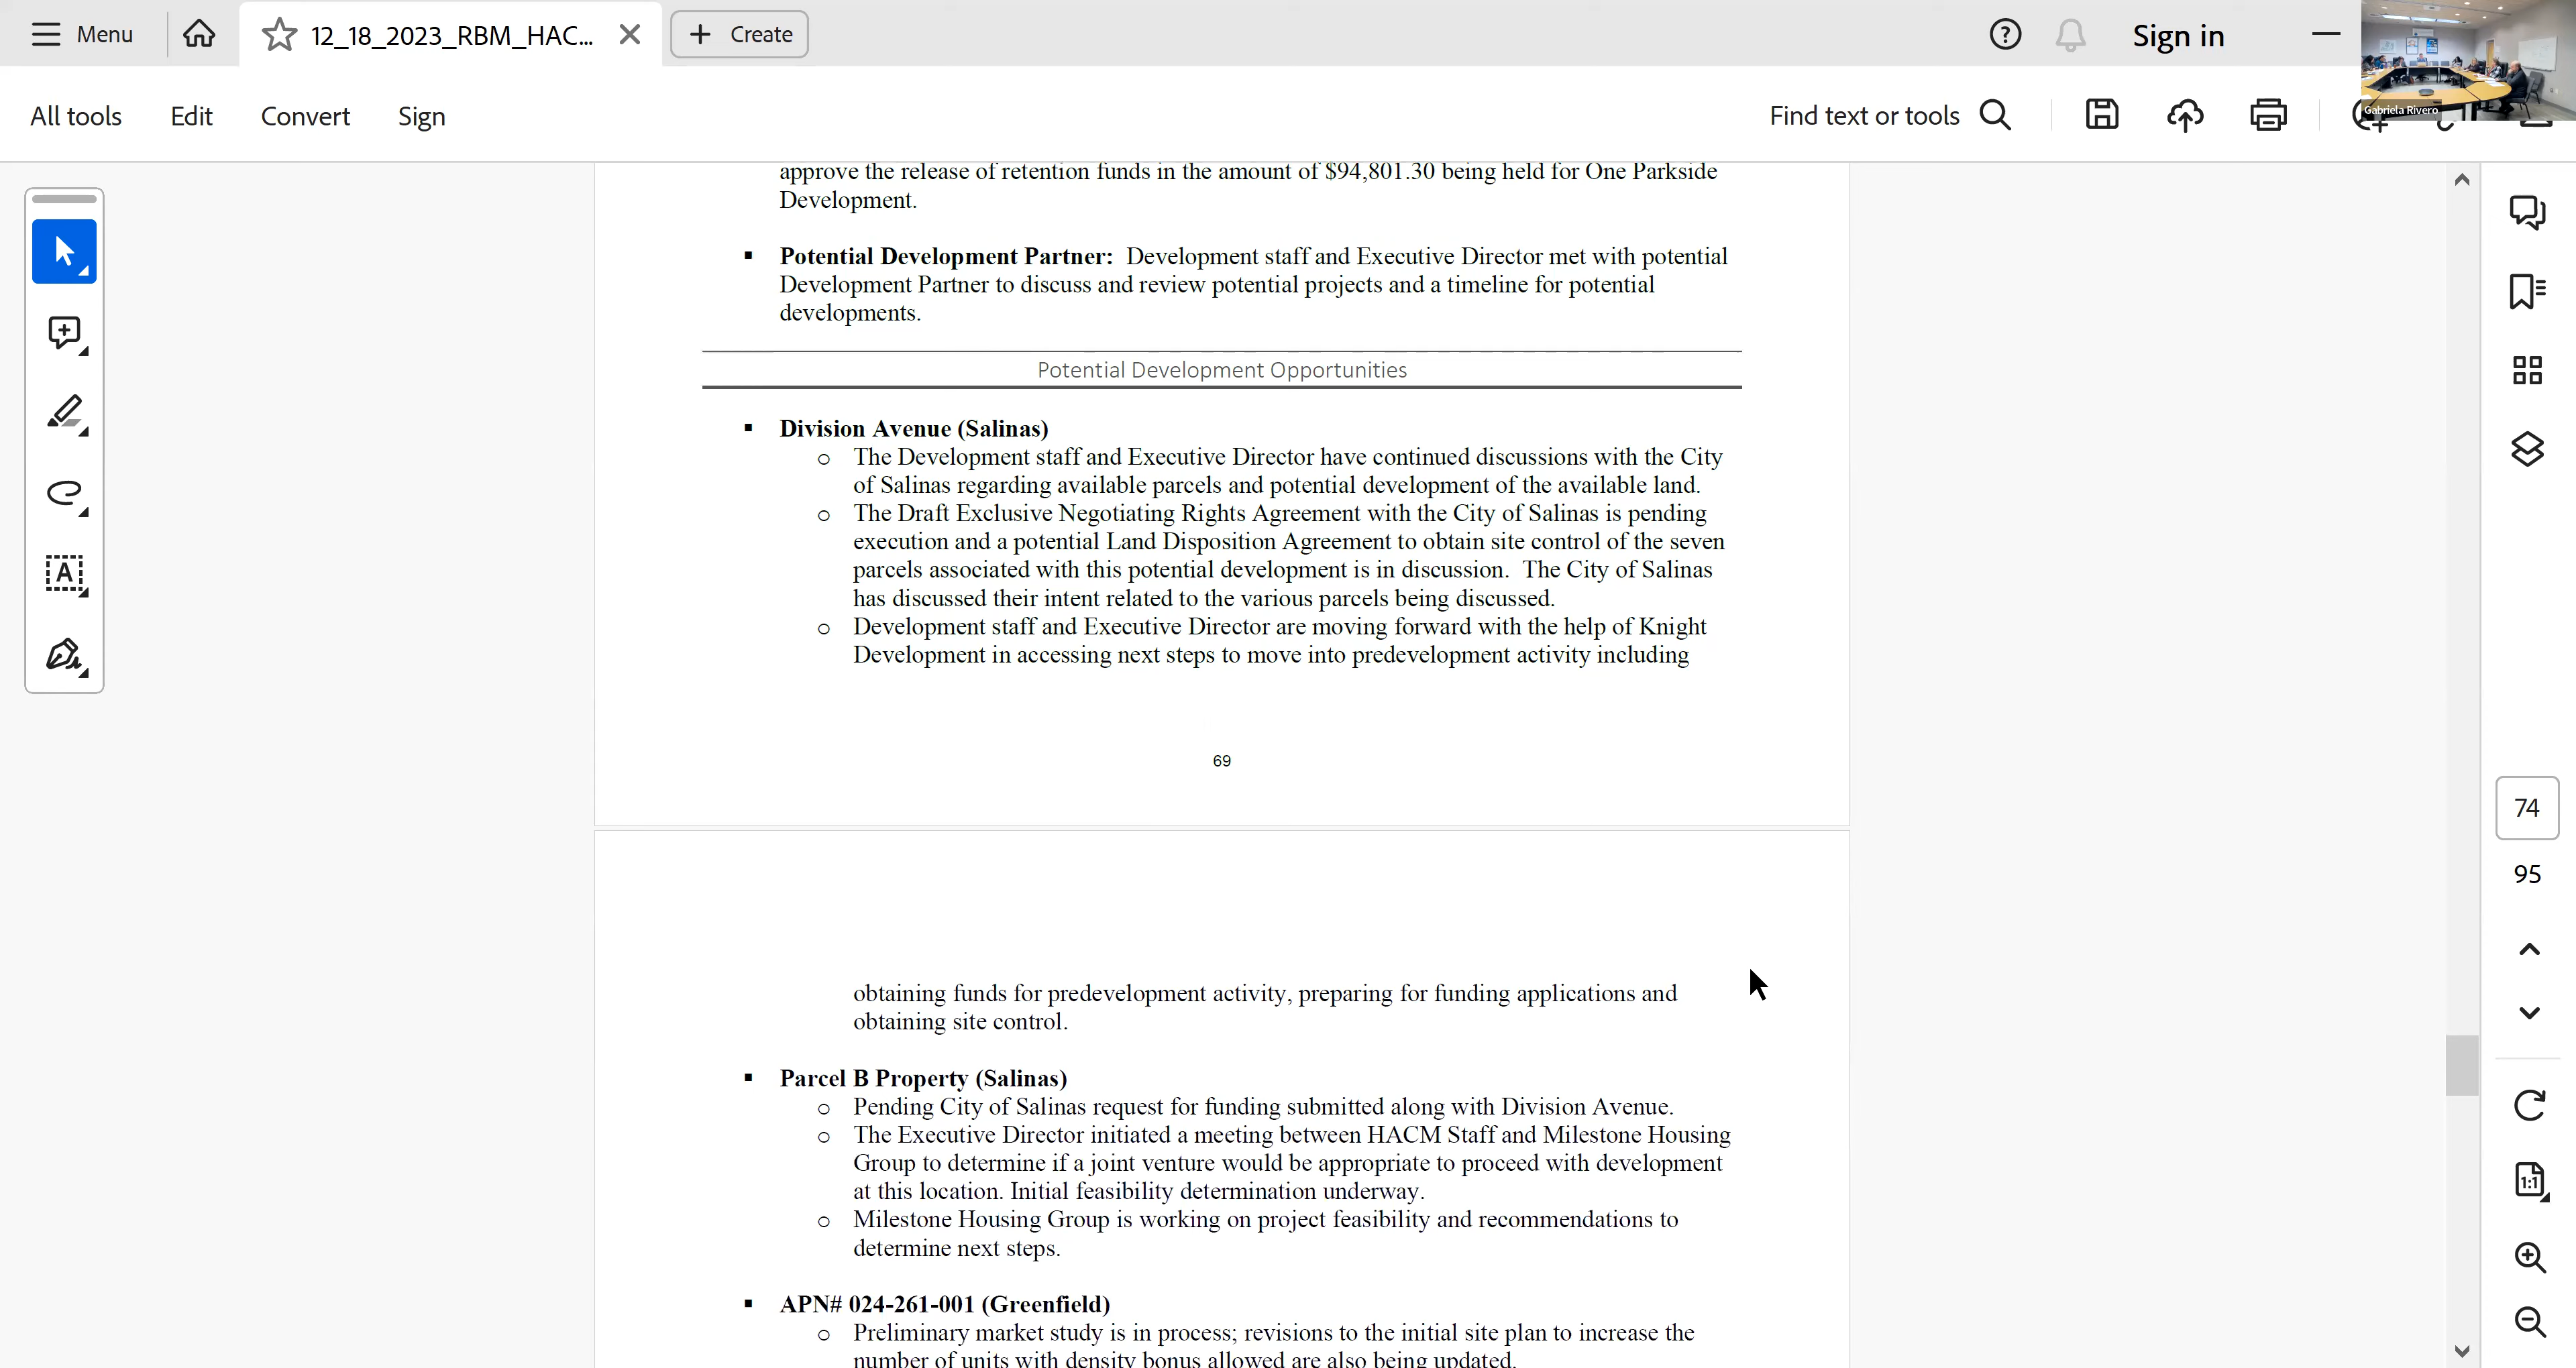 Menu
12_18_2023_RBM_HAC...
Create
Sign in
All tools
Edit
Convert
Sign
Find text or tools
Gabriela Rivero
approve the release of retention funds in the amount of $94,801.30 being held for One Parkside
Development.
▪ Potential Development Partner: Development staff and Executive Director met with potential
Development Partner to discuss and review potential projects and a timeline for potential
developments.
Potential Development Opportunities
▪ Division Avenue (Salinas)
o The Development staff and Executive Director have continued discussions with the City
of Salinas regarding available parcels and potential development of the available land.
o The Draft Exclusive Negotiating Rights Agreement with the City of Salinas is pending
execution and a potential Land Disposition Agreement to obtain site control of the seven
parcels associated with this potential development is in discussion. The City of Salinas
has discussed their intent related to the various parcels being discussed.
o Development staff and Executive Director are moving forward with the help of Knight
Development in accessing next steps to move into predevelopment activity including
69
74
95
obtaining funds for predevelopment activity, preparing for funding applications and
obtaining site control.
▪ Parcel B Property (Salinas)
o Pending City of Salinas request for funding submitted along with Division Avenue.
o The Executive Director initiated a meeting between HACM Staff and Milestone Housing
Group to determine if a joint venture would be appropriate to proceed with development
at this location. Initial feasibility determination underway.
o Milestone Housing Group is working on project feasibility and recommendations to
determine next steps.
▪ APN# 024-261-001 (Greenfield)
o Preliminary market study is in process; revisions to the initial site plan to increase the
number of units with density bonus allowed are also being updated.